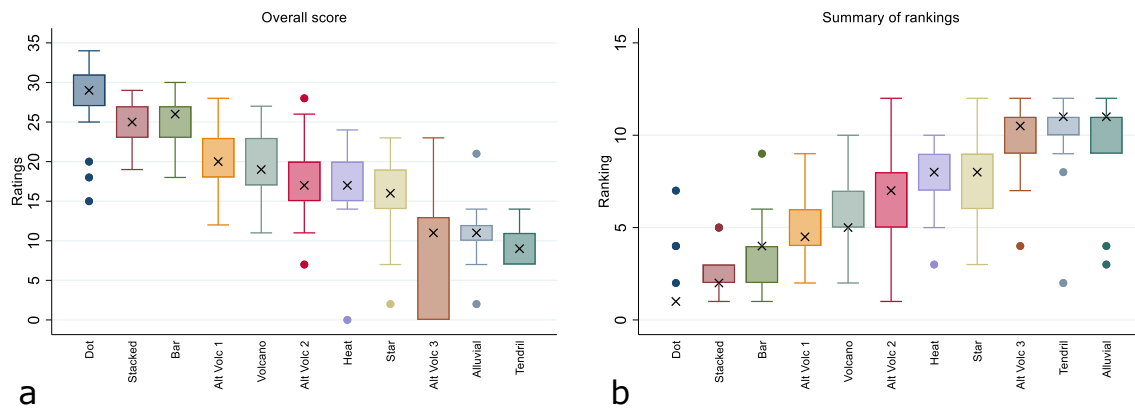 Overall score
Ratings
35
30
25
20
15
10
5
0
Dot
Stacked
Bar
Alt Volc 1
Volcano
Alt Volc 2
Heat
Star
Alt Volc 3
Alluvial
Tendril
a
Summary of rankings
Ranking
15
10
5
0
Dot
Stacked
Bar
Alt Volc 1
Volcano
Alt Volc 2
Heat
Star
Alt Volc 3
Tendril
Alluvial
b